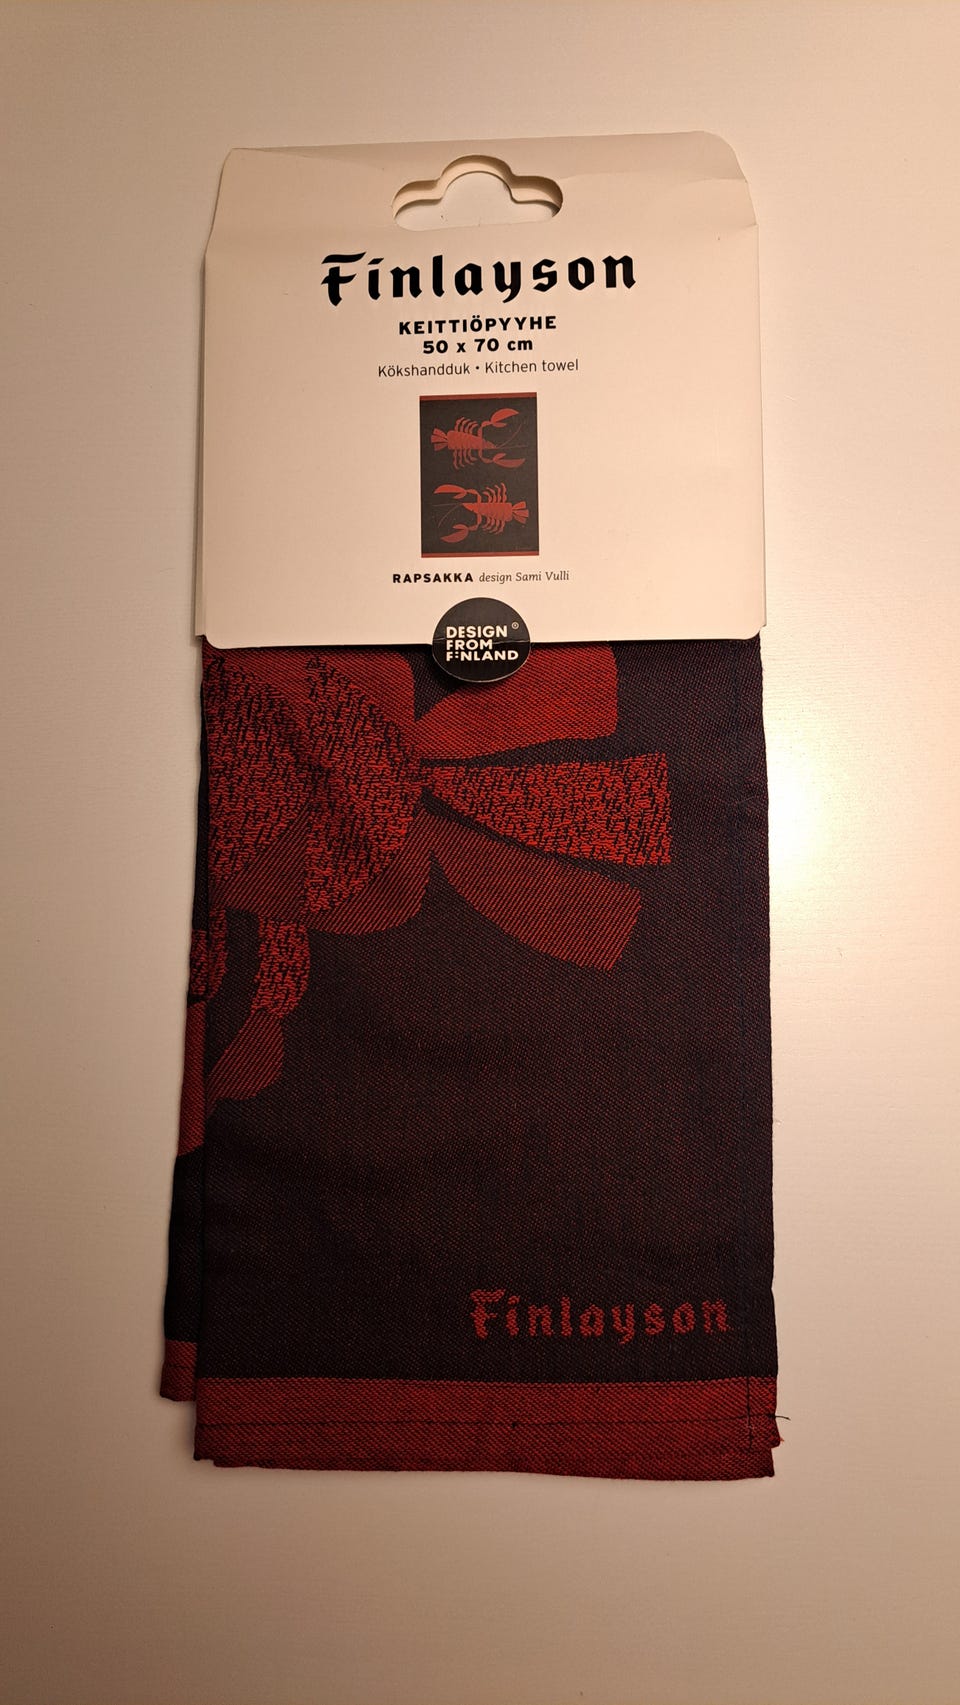 Finlayson
KEITTIÖPYYHE
50 x 70 cm
Kökshandduk • Kitchen towel
RAPSAKKA design Sami Vulli
DESIGN ®
FROM
FINLAND
Finlayson